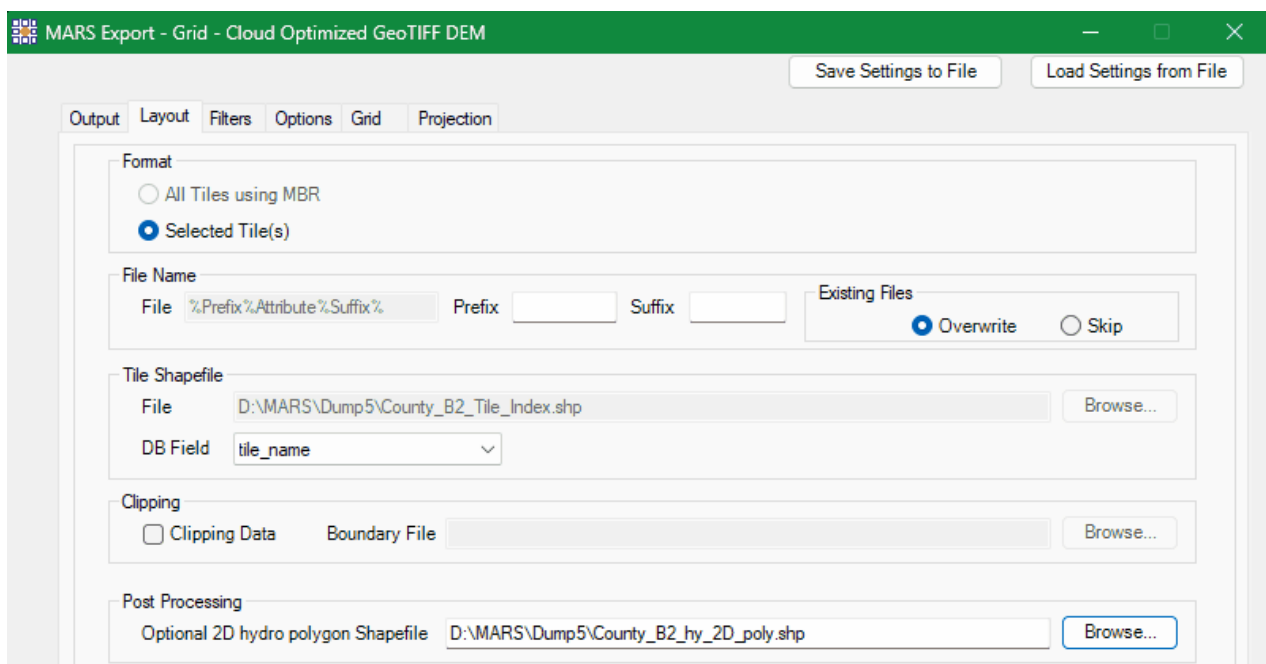 MARS Export - Grid - Cloud Optimized GeoTIFF DEM
Save Settings to File Load Settings from File
Output Layout Filters Options Grid Projection
Format
All Tiles using MBR
Selected Tile(s)
File Name
File %Prefix%Attribute%Suffix% Prefix Suffix
Existing Files
Overwrite Skip
Tile Shapefile
File D:\MARS\Dump5\County_B2_Tile_Index.shp Browse...
DB Field tile_name
Clipping
Clipping Data Boundary File Browse...
Post Processing
Optional 2D hydro polygon Shapefile D:\MARS\Dump5\County_B2_hy_2D_poly.shp Browse...